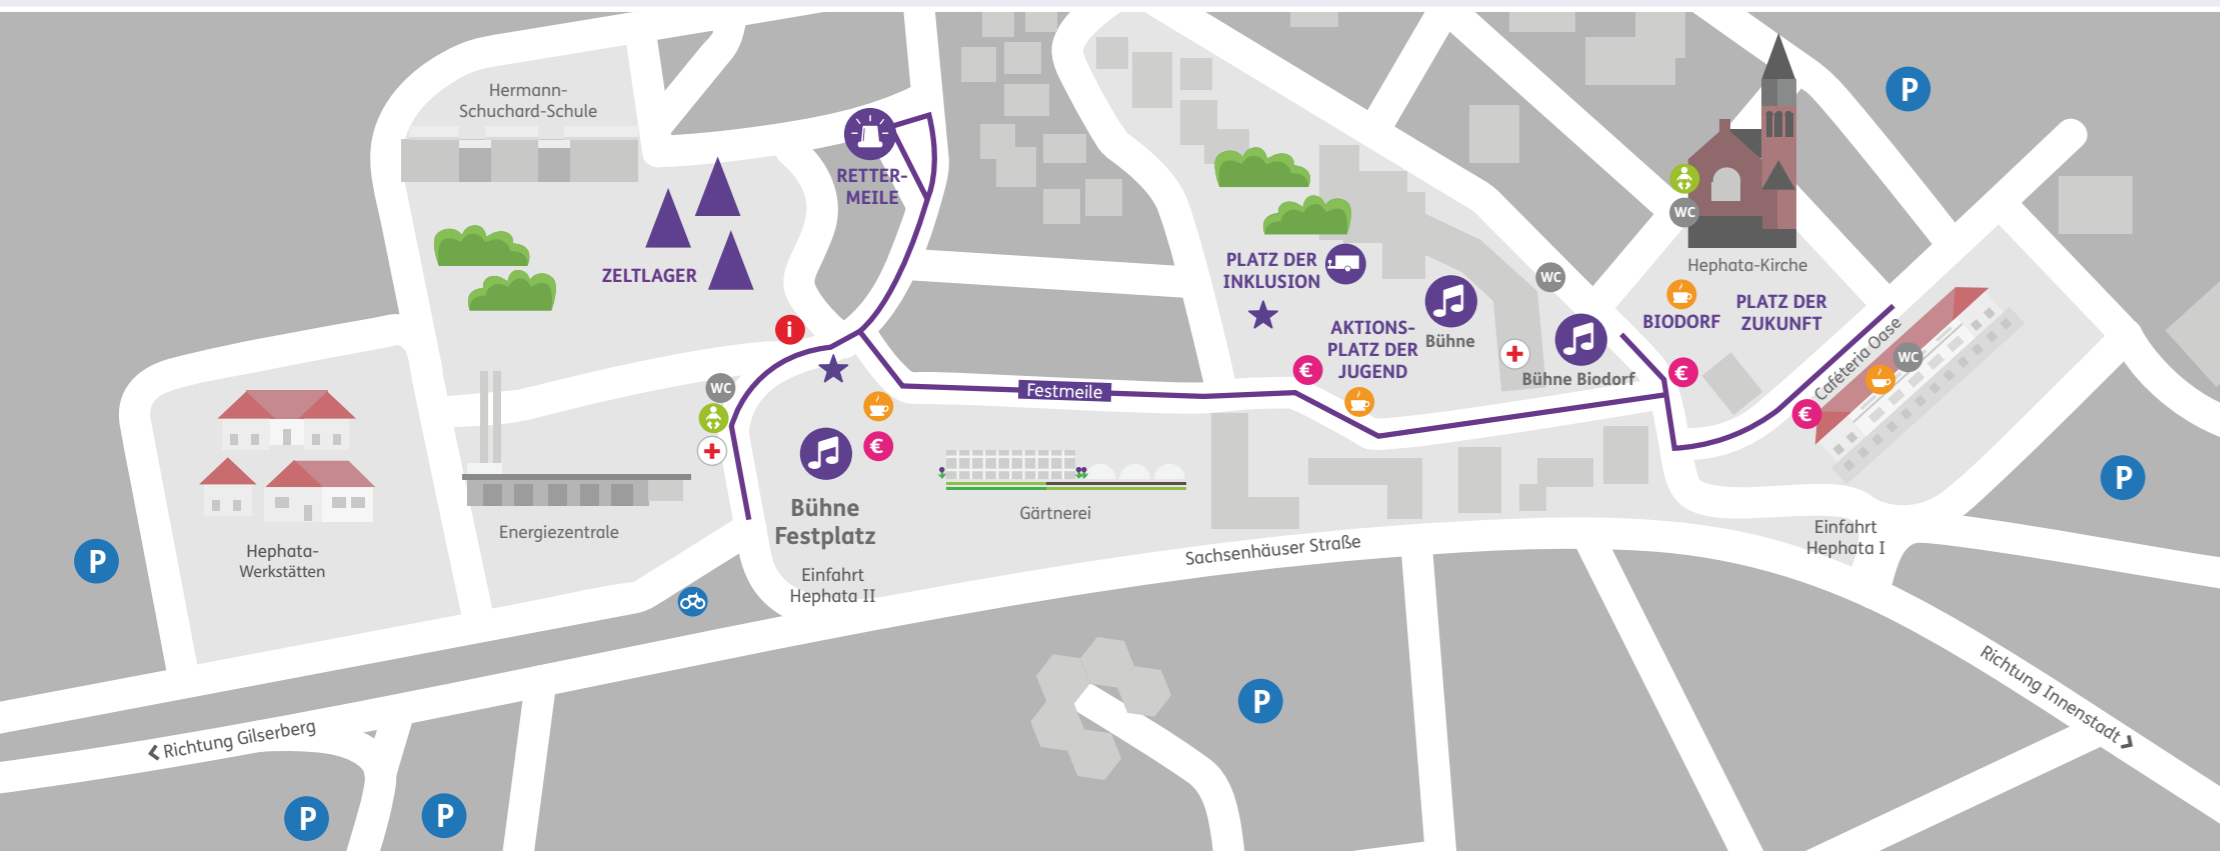 Hermann-
Schuchard-Schule
RETTER-
MEILE
ZELTLAGER
i
WC
Hephata-
Werkstätten
Energiezentrale
Bühne
Festplatz
Einfahrt
Hephata II
€
Festmeile
Gärtnerei
Sachsenhäuser Straße
PLATZ DER
INKLUSION
AKTIONS-
PLATZ DER
JUGEND
€
Bühne
WC
Bühne Biodorf
WC
Hephata-Kirche
BIODORF
PLATZ DER
ZUKUNFT
€
Cafeteria Oase
WC
€
Einfahrt
Hephata I
Richtung Gilserberg
Richtung Innenstadt
P
P
P
P
P
P